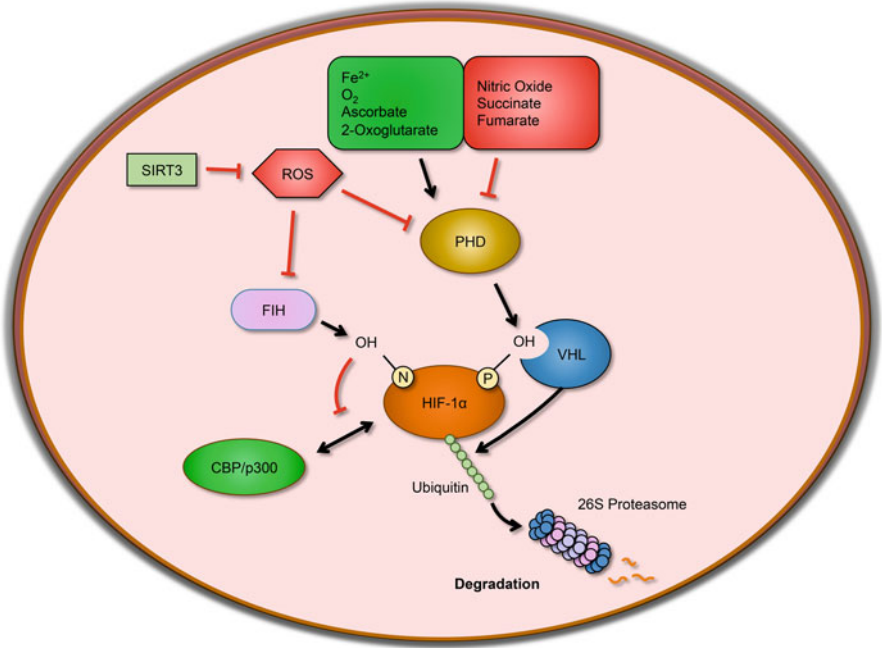 Fe²⁺
O₂
Ascorbate
2-Oxoglutarate
Nitric Oxide
Succinate
Fumarate
SIRT3
ROS
PHD
FIH
OH
OH
VHL
N
P
HIF-1α
CBP/p300
Ubiquitin
26S Proteasome
Degradation